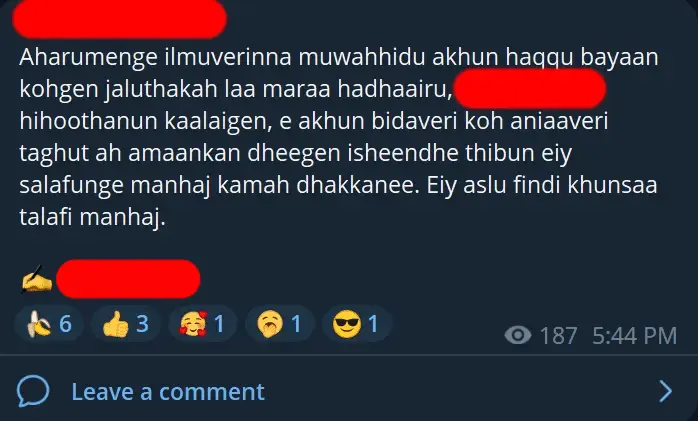 Aharumenge ilmuverinna muwahhidu akhun haqqu bayaan
kohgen jaluthakah laa maraa hadhaairu,
hihoothanun kaalaigen, e akhun bidaveri koh aniaaveri
taghut ah amaankan dheegen isheendhe thibun eiy
salafunge manhaj kamah dhakkanee. Eiy aslu findi khunsaa
talafi manhaj.
✍️
🍌 6 👍 3 🥰 1 🥱 1 😎 1 187 5:44 PM
Leave a comment